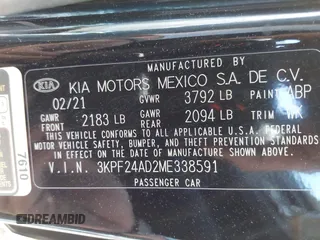 MANUFACTURED BY
KIA KIA MOTORS MEXICO S.A. DE C.V.
02/21 GVWR 3792 LB PAINT ABP
GAWR FRONT 2183 LB GAWR REAR 2094 LB TRIM WK
THIS VEHICLE CONFORMS TO ALL APPLICABLE FEDERAL
MOTOR VEHICLE SAFETY, BUMPER, AND THEFT PREVENTION
STANDARDS IN EFFECT ON THE DATE OF MANUFACTURE SHOWN ABOVE.
V.I.N. 3KPF24AD2ME338591
PASSENGER CAR
7610
IDREAMBID